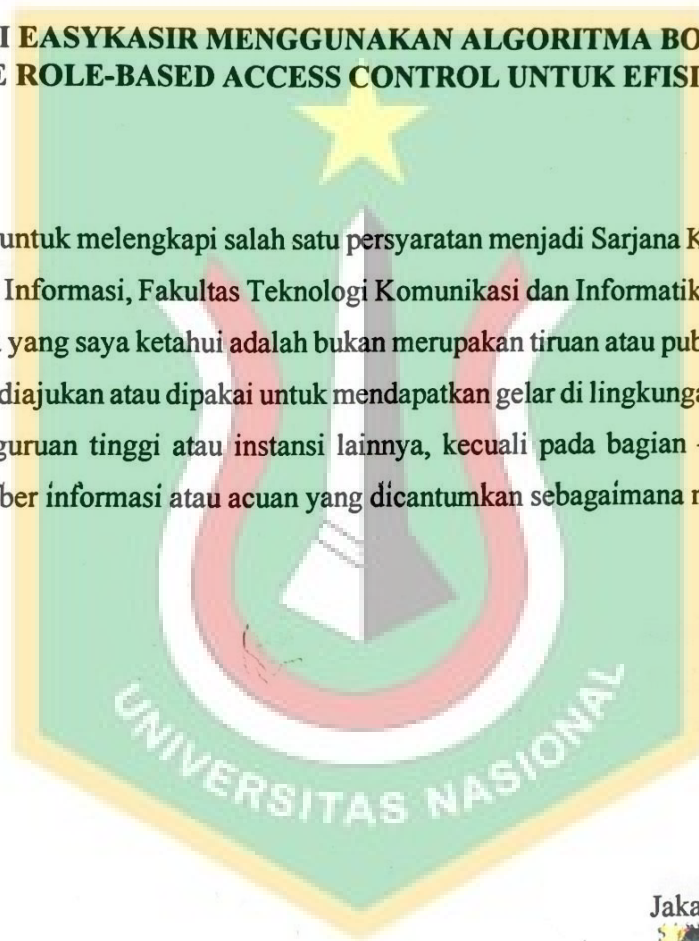 I EASYKASIR MENGGUNAKAN ALGORITMA BO
E ROLE-BASED ACCESS CONTROL UNTUK EFISI
untuk melengkapi salah satu persyaratan menjadi Sarjana K
Informasi, Fakultas Teknologi Komunikasi dan Informatik
yang saya ketahui adalah bukan merupakan tiruan atau pub
diajukan atau dipakai untuk mendapatkan gelar di lingkunga
guruan tinggi atau instansi lainnya, kecuali pada bagian -
ber informasi atau acuan yang dicantumkan sebagaimana
UNIVERSITAS NASIONAL
Jaka